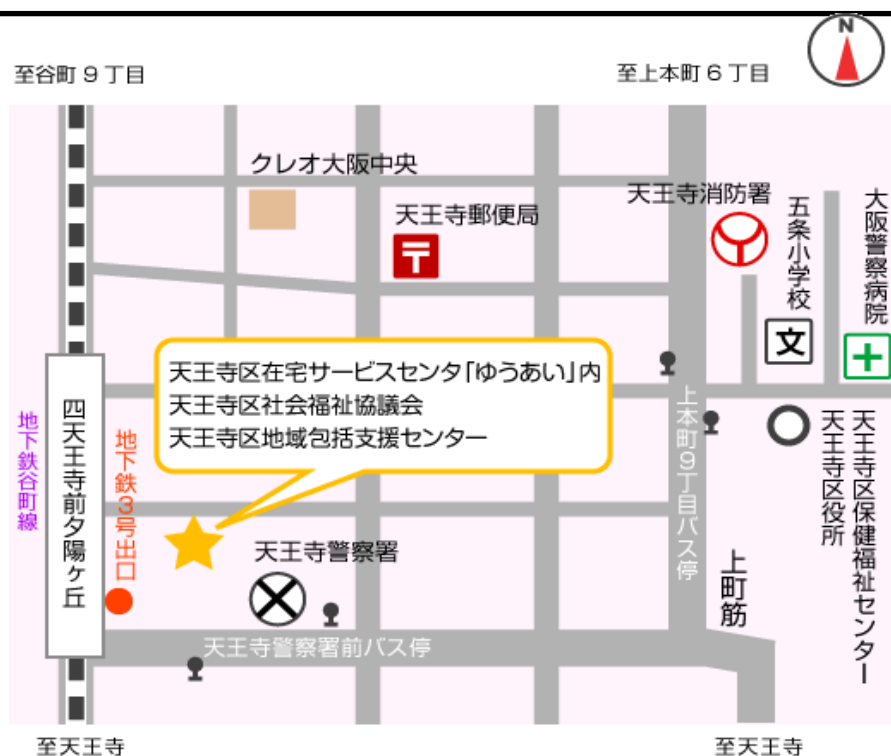 N
至谷町9丁目
至上本町6丁目
クレオ大阪中央
天王寺郵便局
天王寺消防署
五条小学校
文
大阪警察病院
天王寺区在宅サービスセンタ「ゆうあい」内
天王寺区社会福祉協議会
天王寺区地域包括支援センター
地下鉄谷町線
四天王寺前夕陽ヶ丘
地下鉄3号出口
上本町9丁目バス停
天王寺区保健福祉センター
天王寺区役所
天王寺警察署
上町筋
天王寺警察署前バス停
至天王寺
至天王寺